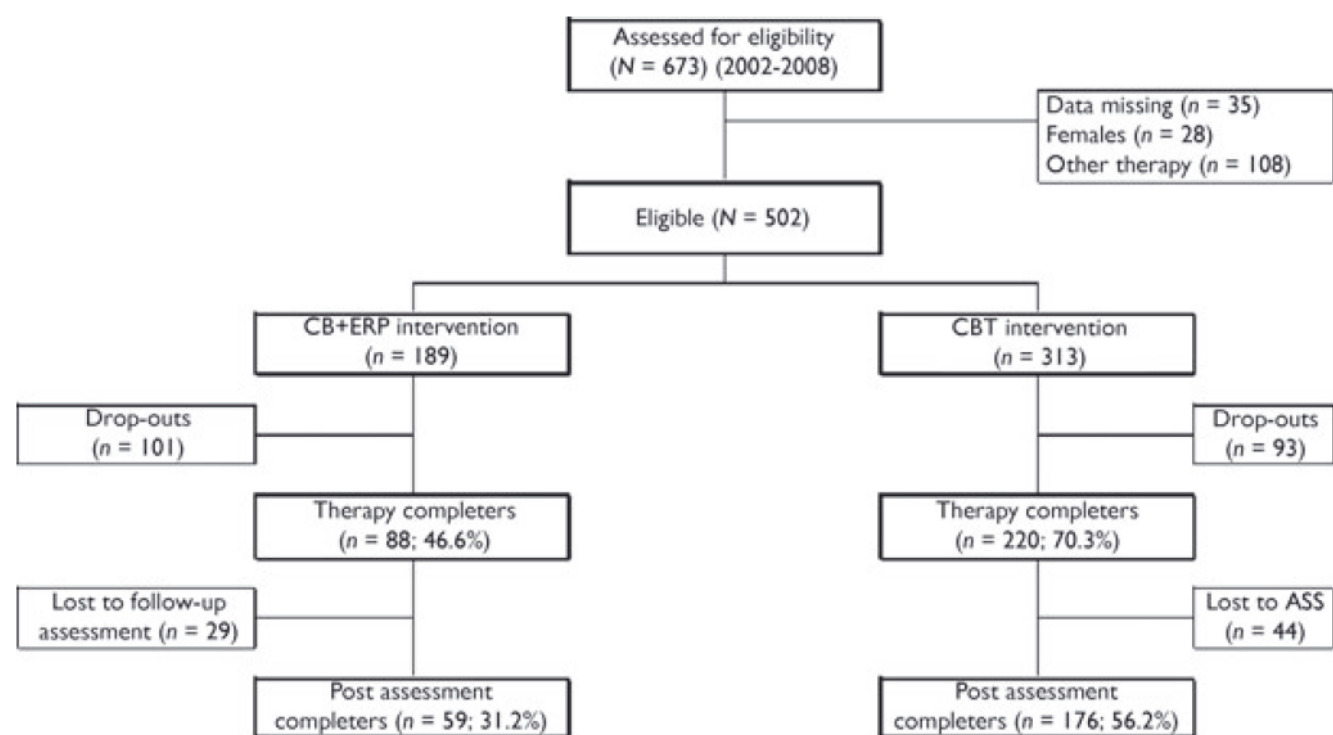 Assessed for eligibility
(N = 673) (2002-2008)
Data missing (n = 35)
Females (n = 28)
Other therapy (n = 108)
Eligible (N = 502)
CB+ERP intervention
(n = 189)
CBT intervention
(n = 313)
Drop-outs
(n = 101)
Drop-outs
(n = 93)
Therapy completers
(n = 88; 46.6%)
Therapy completers
(n = 220; 70.3%)
Lost to follow-up
assessment (n = 29)
Lost to ASS
(n = 44)
Post assessment
completers (n = 59; 31.2%)
Post assessment
completers (n = 176; 56.2%)